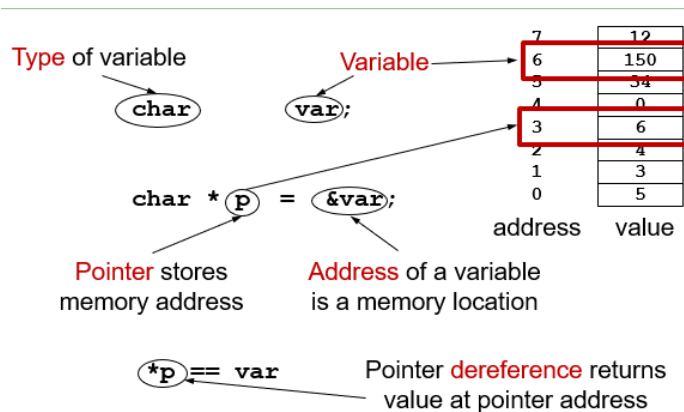 7 12
Type of variable
Variable
6 150
5 34
char var;
4 0
3 6
2 4
1 3
char * p = &var;
0 5
address value
Pointer stores
memory address
Address of a variable
is a memory location
*p == var
Pointer dereference returns
value at pointer address